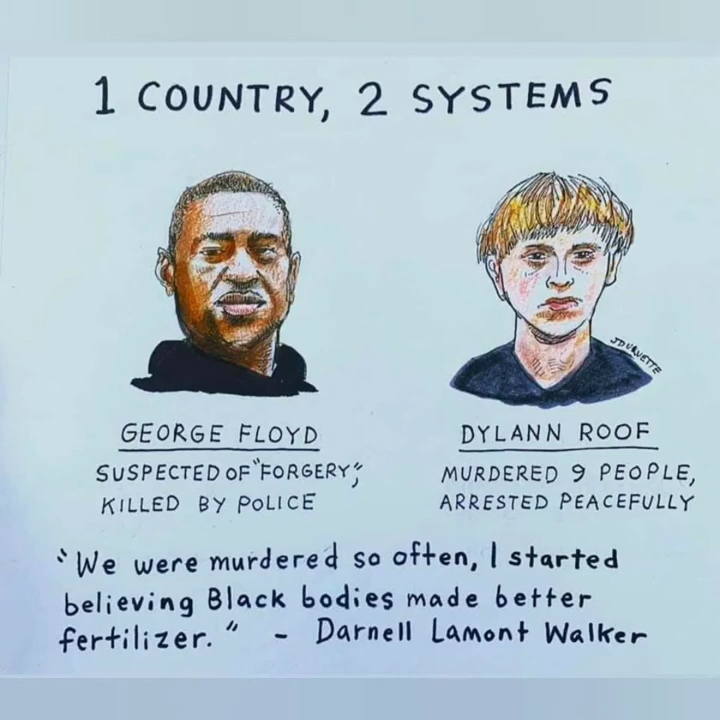 1 COUNTRY, 2 SYSTEMS
GEORGE FLOYD
SUSPECTED OF "FORGERY",
KILLED BY POLICE
DYLANN ROOF
MURDERED 9 PEOPLE,
ARRESTED PEACEFULLY
"We were murdered so often, I started
believing Black bodies made better
fertilizer." - Darnell Lamont Walker